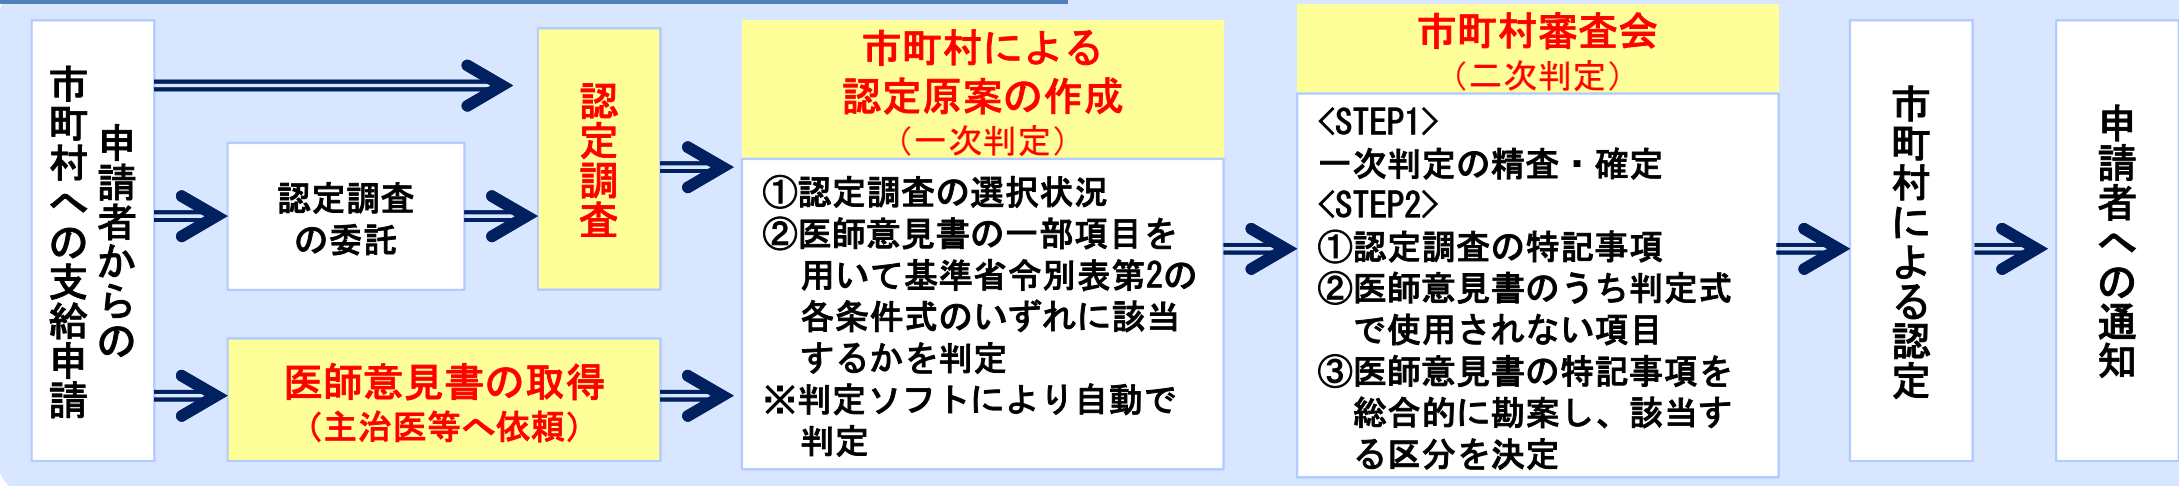 申請者からの
市町村への支給申請
認定調査
の委託
認定調査
医師意見書の取得
（主治医等へ依頼）
市町村による
認定原案の作成
（一次判定）
①認定調査の選択状況
②医師意見書の一部項目を
用いて基準省令別表第2の
各条件式のいずれに該当
するかを判定
※判定ソフトにより自動で
判定
市町村審査会
（二次判定）
<STEP1>
一次判定の精査・確定
<STEP2>
①認定調査の特記事項
②医師意見書のうち判定式
で使用されない項目
③医師意見書の特記事項を
総合的に勘案し、該当す
る区分を決定
市町村による認定
申請者への通知